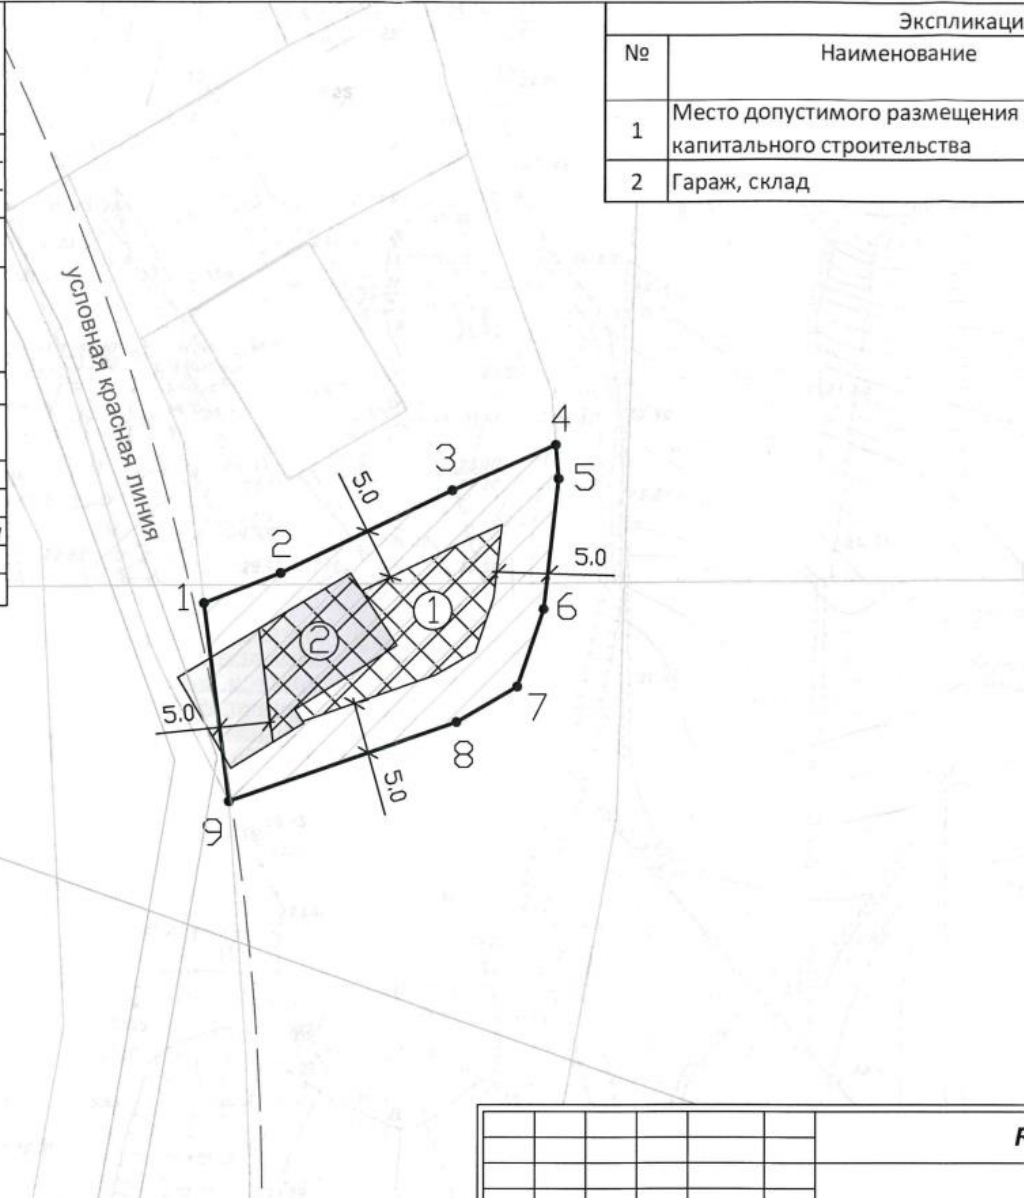 Экспликаци
№ Наименование
1 Место допустимого размещения
капитального строительства
2 Гараж, склад
условная красная линия
4
3
5
5.0
2
5.0
1
1
6
2
5.0
7
8
5.0
9